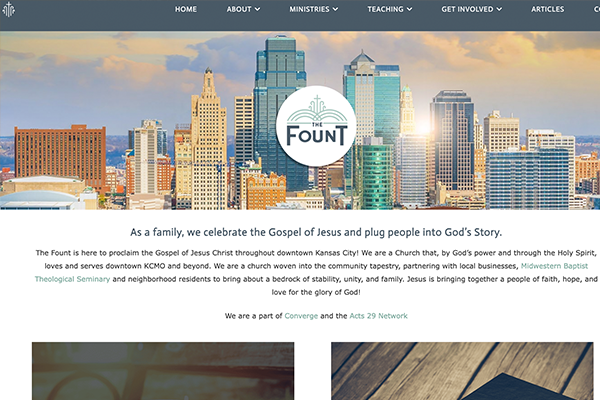 HOME ABOUT MINISTRIES TEACHING GET INVOLVED ARTICLES
THE
FOUNT
As a family, we celebrate the Gospel of Jesus and plug people into God's Story.
The Fount is here to proclaim the Gospel of Jesus Christ throughout downtown Kansas City! We are a Church that, by God's power and through the Holy Spirit,
loves and serves downtown KCMO and beyond. We are a church woven into the community tapestry, partnering with local businesses, Midwestern Baptist
Theological Seminary and neighborhood residents to bring about a bedrock of stability, unity, and family. Jesus is bringing together a people of faith, hope, and
love for the glory of God!
We are a part of Converge and the Acts 29 Network